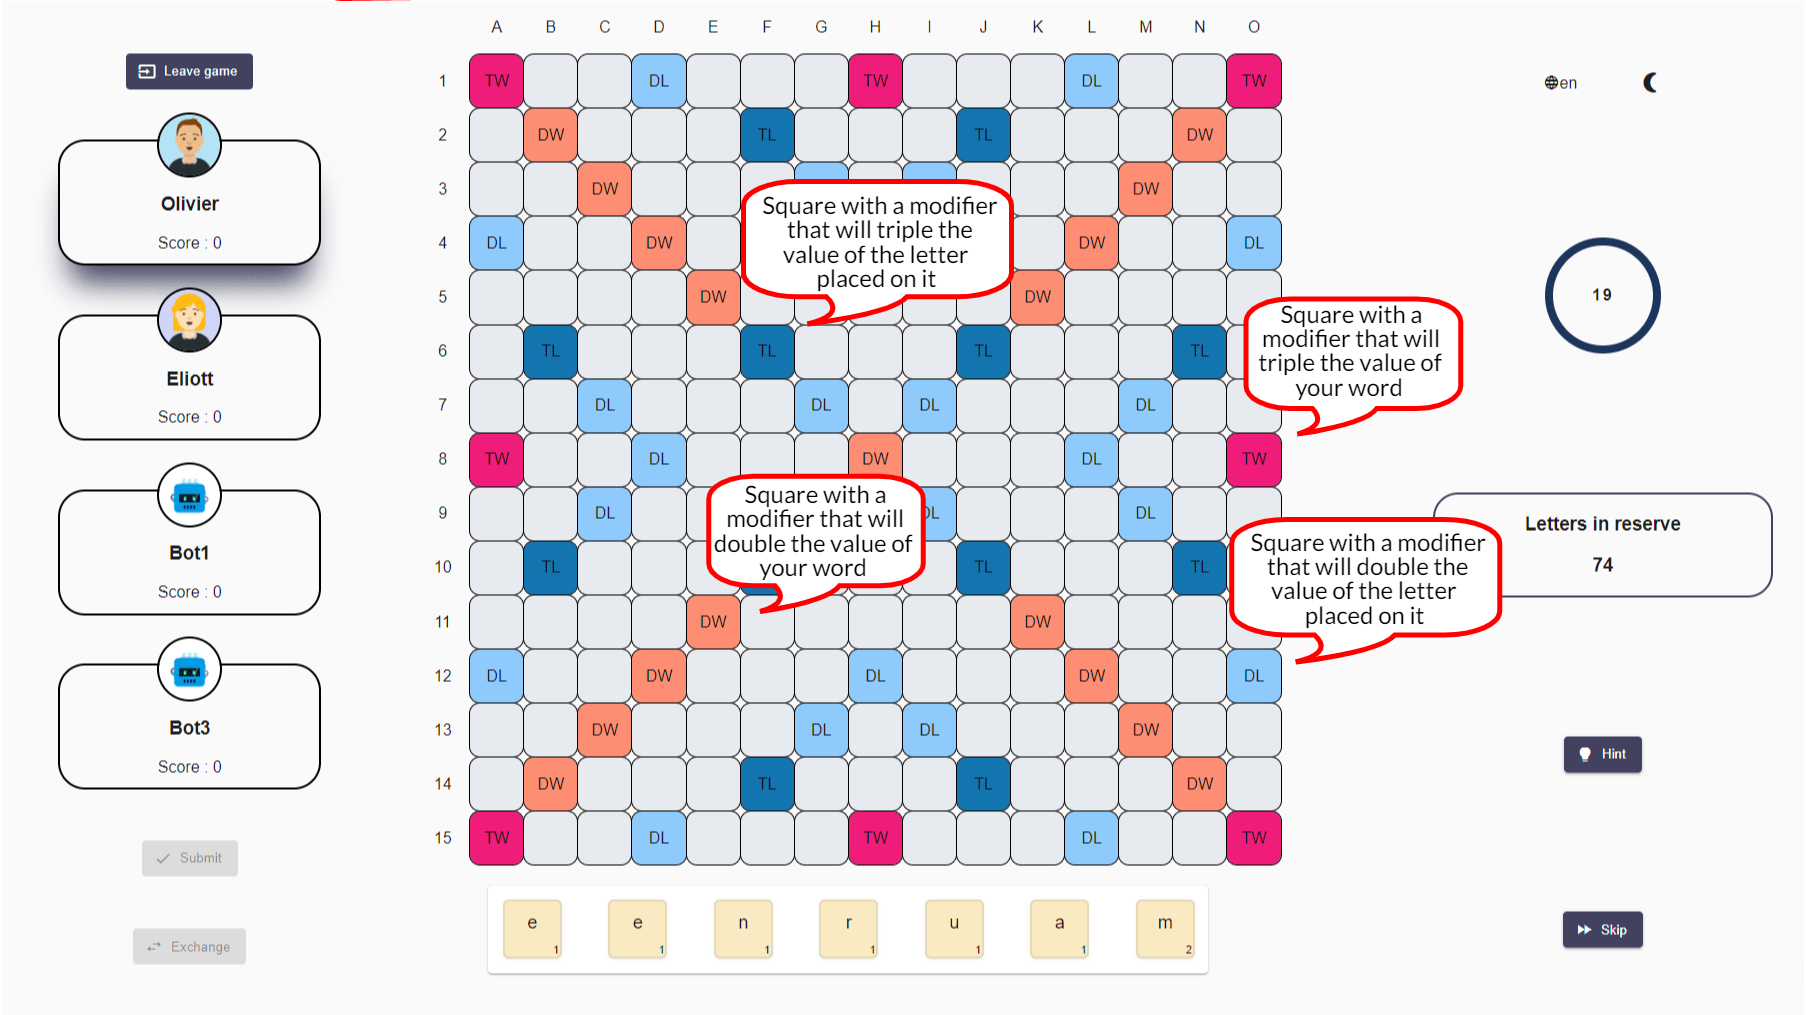 A B C D E F G H I J K L M N O
Leave game
Olivier
Score : 0
Eliott
Score : 0
Bot1
Score : 0
Bot3
Score : 0
Submit
Exchange
1 TW DL TW DL TW
2 DW TL TL DW
3 DW DW
4 DL DW DW DL
5 DW DW
6 TL TL TL TL
7 DL DL DL DL
8 TW DL DW DL TW
9 DL DL DL
10 TL TL TL
11 DW DW
12 DL DW DL DW DL
13 DW DL DL DW
14 DW TL TL DW
15 TW DL TW DL TW
Square with a modifier
that will triple the
value of the letter
placed on it
Square with a
modifier that will
triple the value of
your word
Square with a
modifier that will
double the value of
your word
Square with a modifier
that will double the
value of the letter
placed on it
e 1 e 1 n 1 r 1 u 1 a 1 m 2
en
19
Letters in reserve
74
Hint
Skip